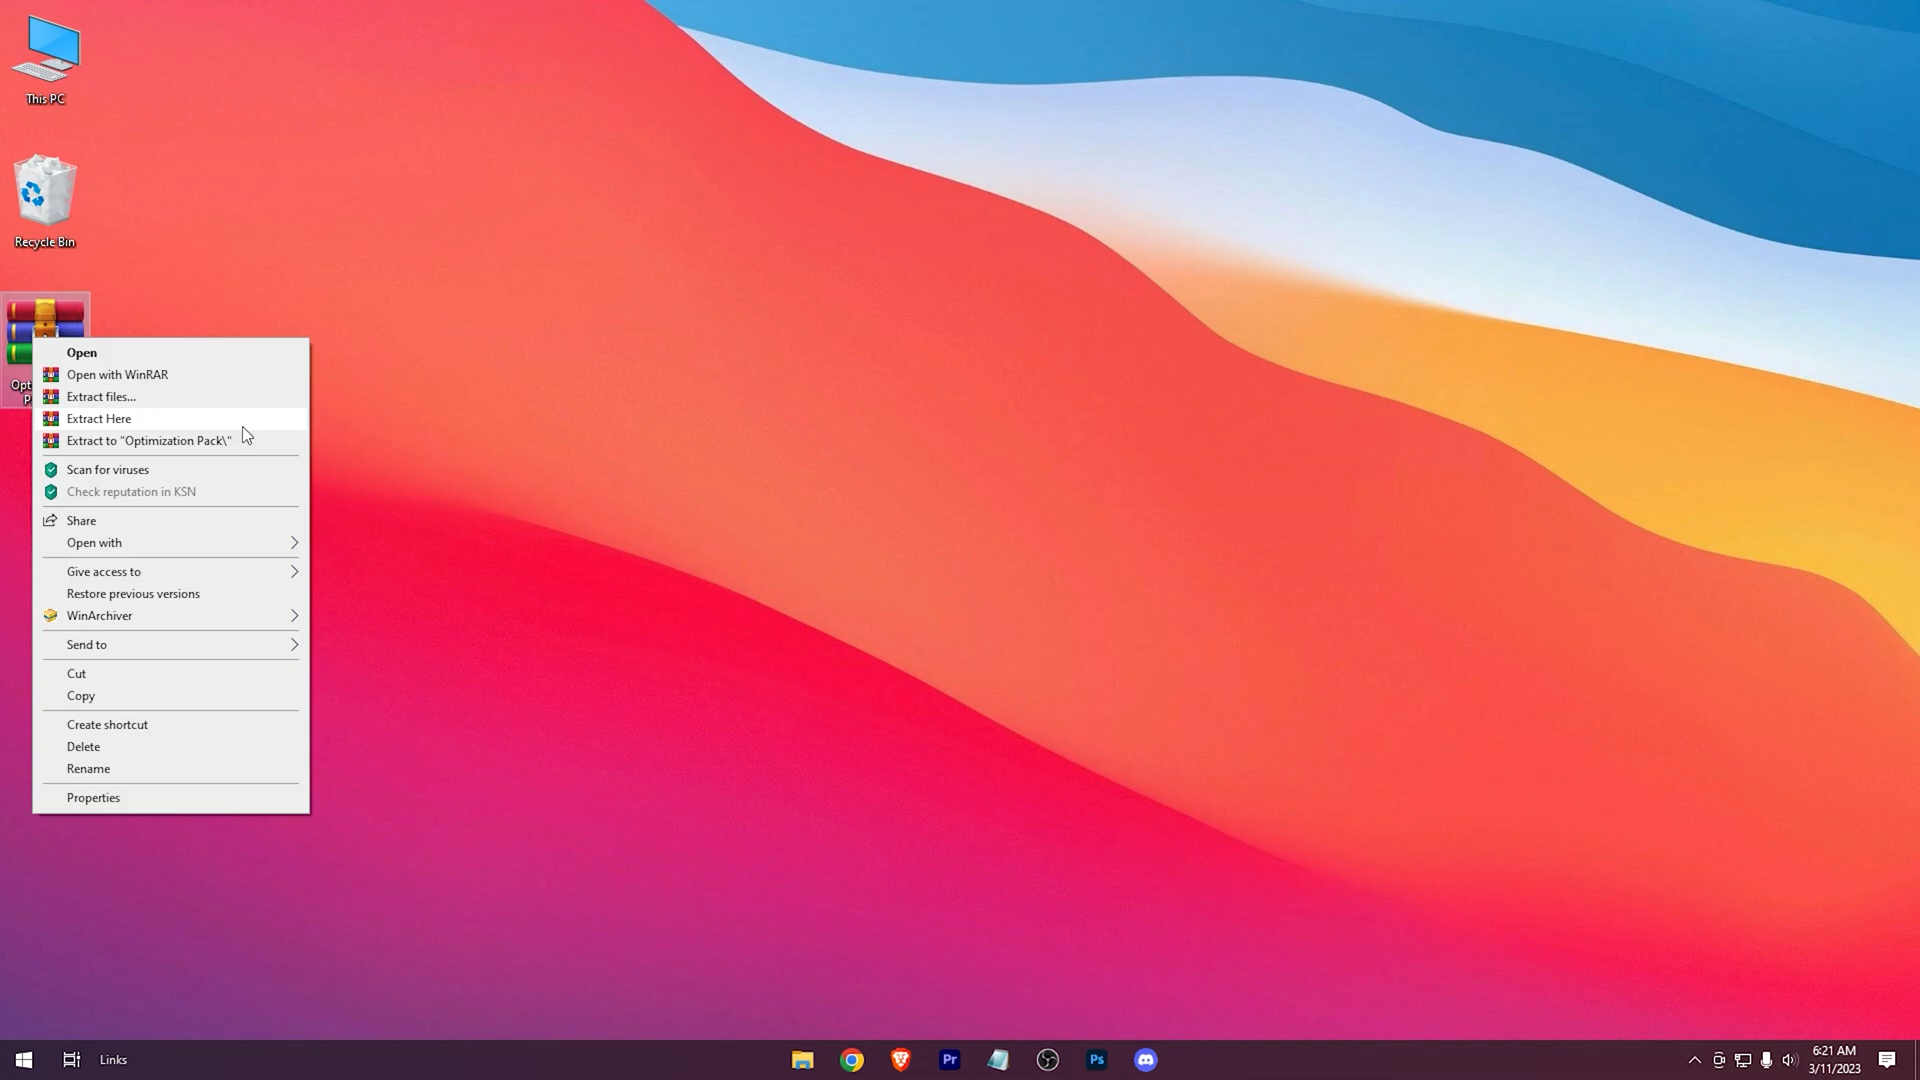 This PC
Recycle Bin
Open
Open with WinRAR
Extract files...
Extract Here
Extract to "Optimization Pack\"
Scan for viruses
Check reputation in KSN
Share
Open with
Give access to
Restore previous versions
WinArchiver
Send to
Cut
Copy
Create shortcut
Delete
Rename
Properties
Links
Pr
Ps
6:21 AM
3/11/2023